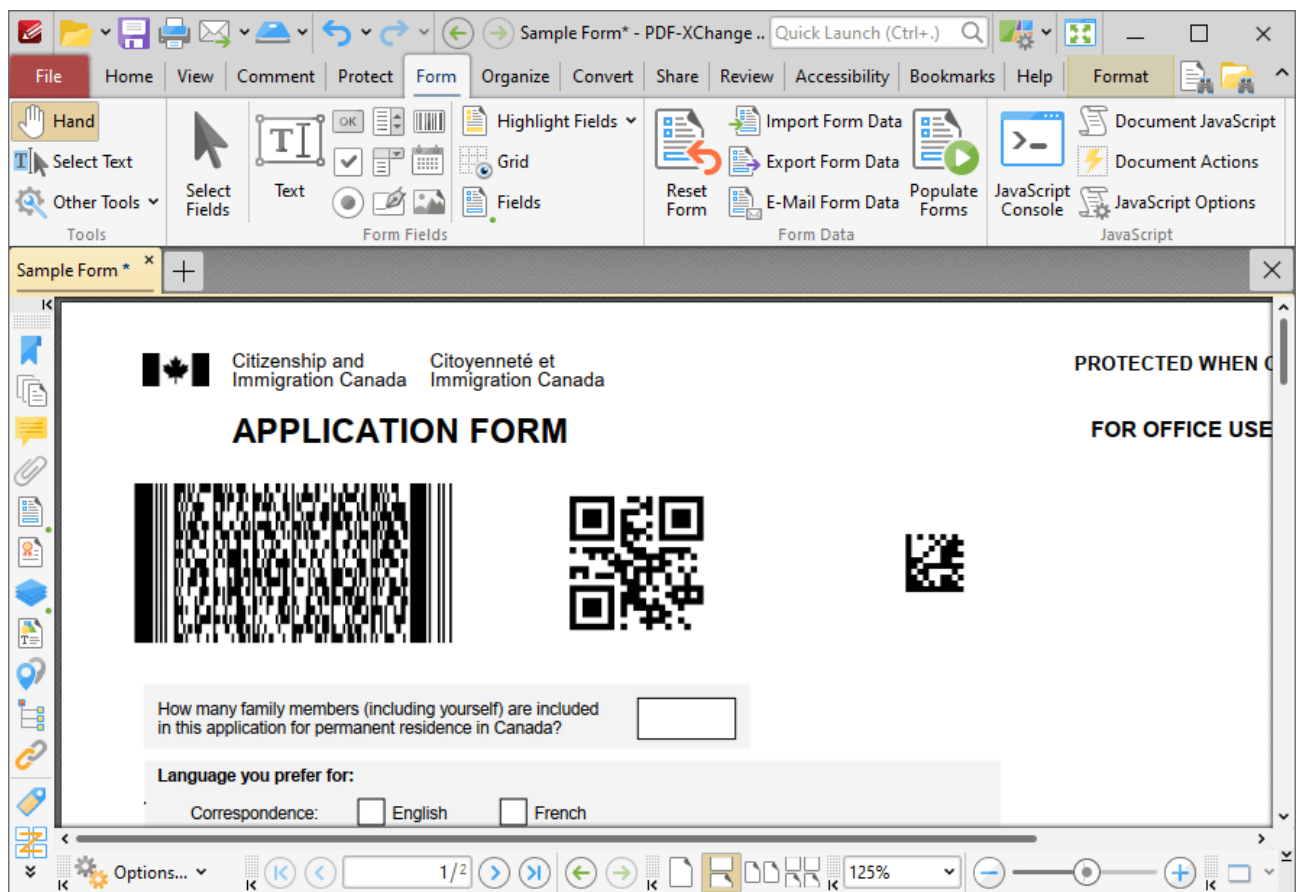 Sample Form* - PDF-XChange .. Quick Launch (Ctrl+.)
File Home View Comment Protect Form Organize Convert Share Review Accessibility Bookmarks Help Format
Hand OK Highlight Fields Import Form Data Document JavaScript
Select Text Grid Export Form Data Document Actions
Other Tools Select Fields Text Fields Reset Form E-Mail Form Data Populate Forms JavaScript Console JavaScript Options
Tools Form Fields Form Data JavaScript
Sample Form *
Citizenship and Citoyenneté et PROTECTED WHEN
Immigration Canada Immigration Canada
APPLICATION FORM FOR OFFICE USE
How many family members (including yourself) are included
in this application for permanent residence in Canada?
Language you prefer for:
Correspondence: English French
Options... 1/2 125%